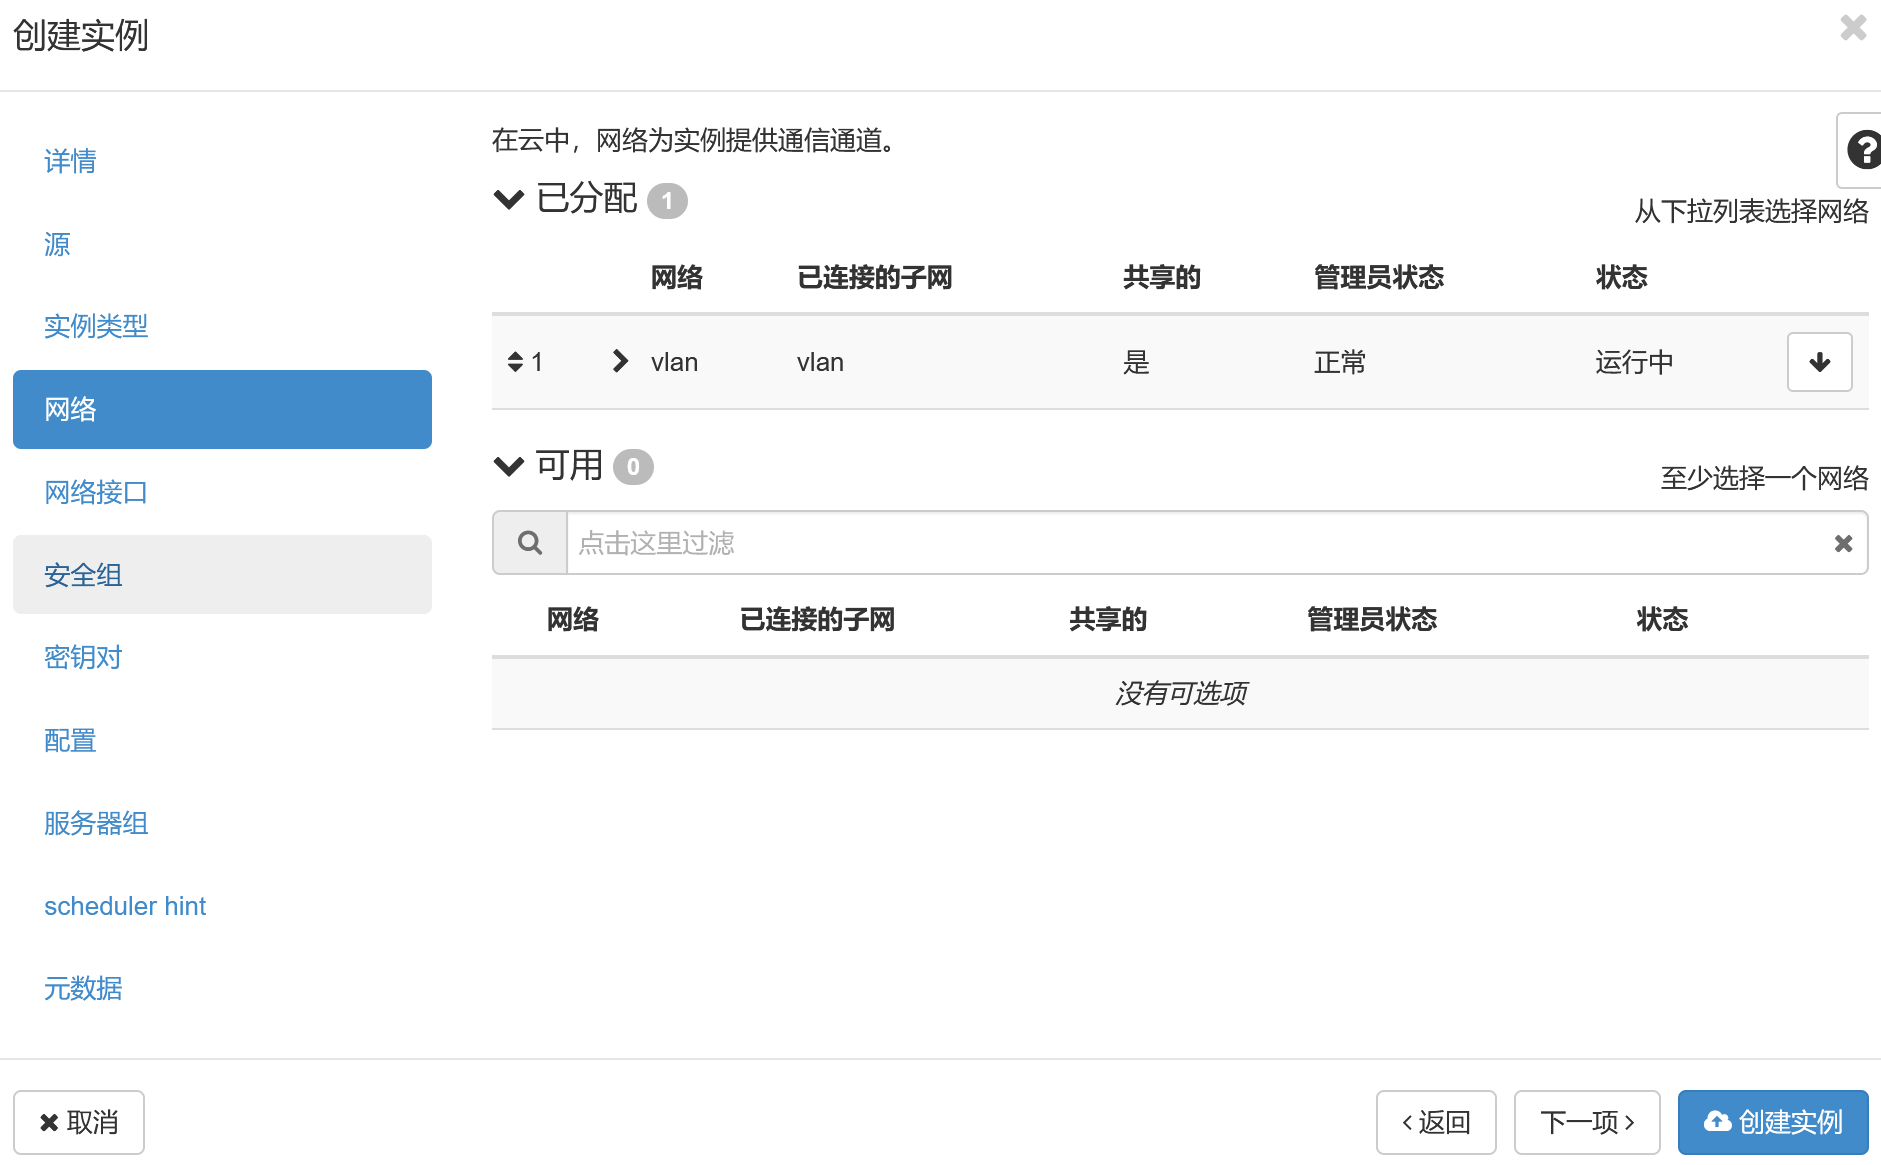 创建实例
详情
源
实例类型
网络
网络接口
安全组
密钥对
配置
服务器组
scheduler hint
元数据
在云中，网络为实例提供通信通道。
已分配 1
从下拉列表选择网络
网络 已连接的子网 共享的 管理员状态 状态
1 vlan vlan 是 正常 运行中
可用 0
至少选择一个网络
点击这里过滤
网络 已连接的子网 共享的 管理员状态 状态
没有可选项
取消
返回
下一项
创建实例